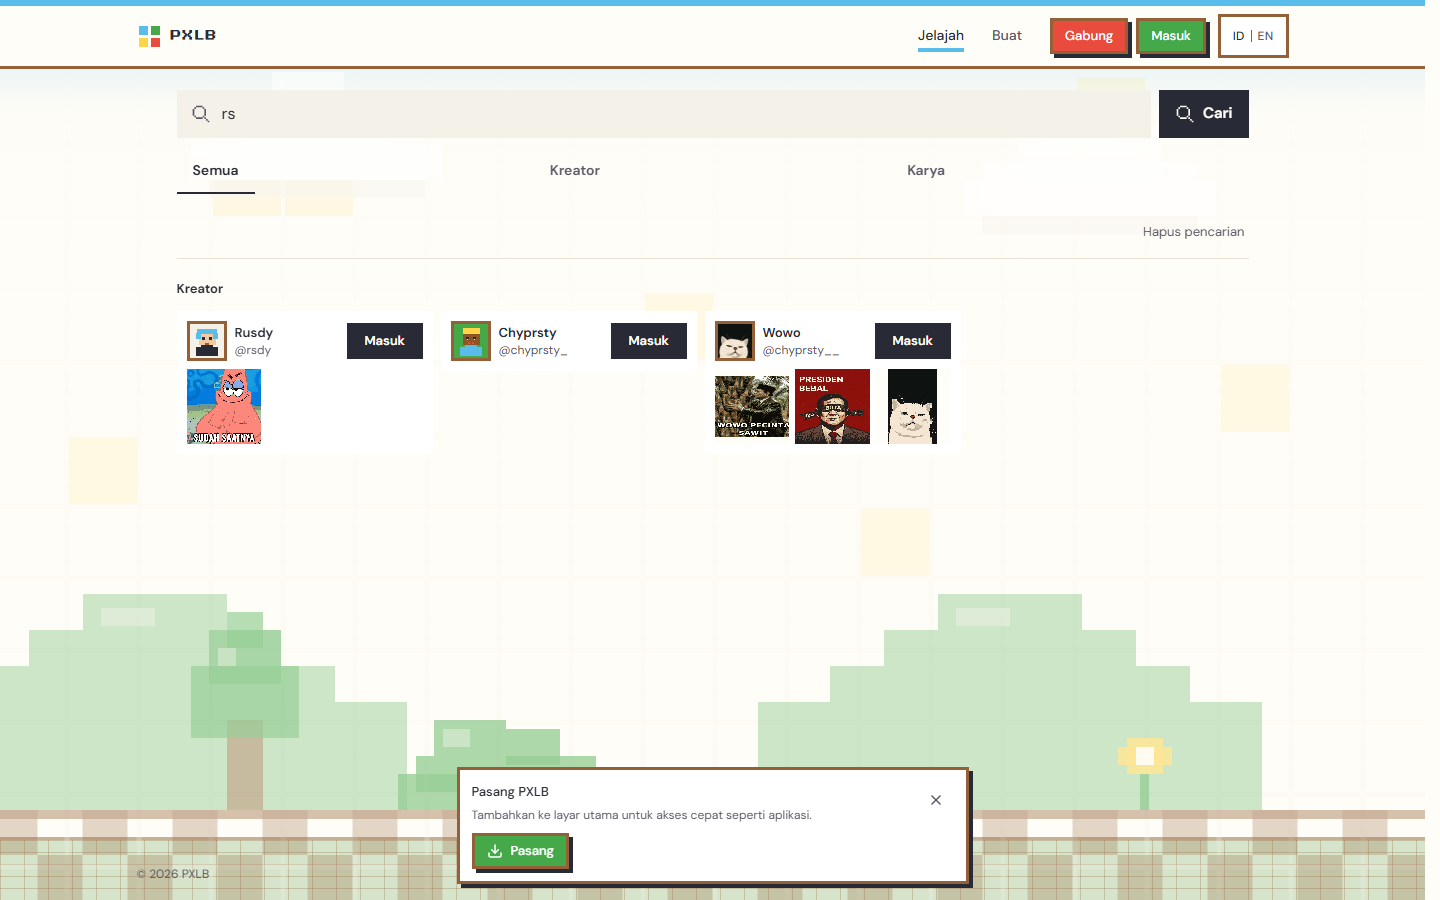 PXLB
Jelajah
Buat
Gabung
Masuk
ID | EN
rs
Cari
Semua
Kreator
Karya
Hapus pencarian
Kreator
Rusdy
@rsdy
Masuk
Chyprsty
@chyprsty_
Masuk
Wowo
@chyprsty__
Masuk
SUDAH SAATNYA
WOWO PECINTA
SAWIT
PRESIDEN
BEBAL
Pasang PXLB
Tambahkan ke layar utama untuk akses cepat seperti aplikasi.
Pasang
© 2026 PXLB